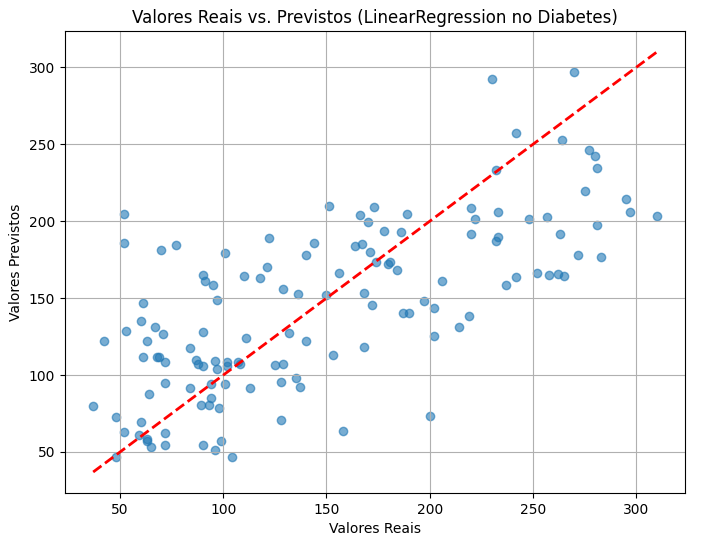 Valores Reais vs. Previstos (LinearRegression no Diabetes)
Valores Previstos
300
250
200
150
100
50
50 100 150 200 250 300
Valores Reais